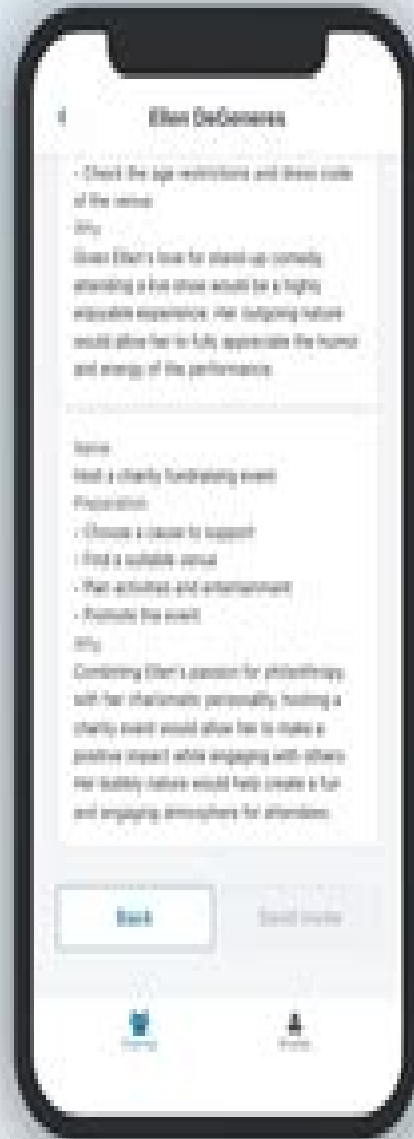 Ellen DeGeneres
- Check the age restrictions and dress code
of the venue
Why
Given Ellen's love for stand-up comedy,
attending a live show would be a highly
enjoyable experience. Her outgoing nature
would allow her to fully appreciate the humor
and energy of the performance.
Name
Host a charity fundraising event
Preparation
- Choose a cause to support
- Find a suitable venue
- Plan activities and entertainment
- Promote the event
Why
Combining Ellen's passion for philanthropy
with her charismatic personality, hosting a
charity event would allow her to make a
positive impact while engaging with others.
Her bubbly nature would help create a fun
and engaging atmosphere for attendees.
Back
Send invite